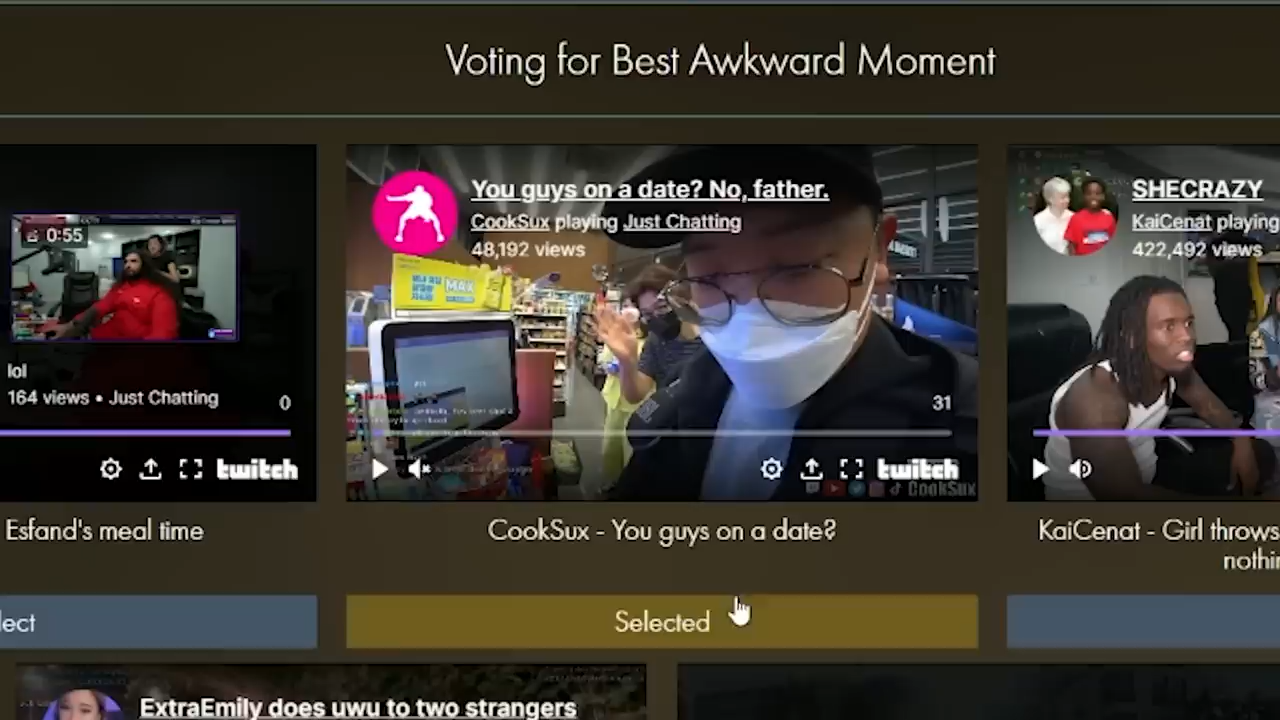 Voting for Best Awkward Moment
0:55
lol
164 views • Just Chatting
0
twitch
Esfand's meal time
lect
You guys on a date? No, father.
CookSux playing Just Chatting
48,192 views
MAX
31
twitch
CookSux
CookSux - You guys on a date?
Selected
SHECRAZY
KaiCenat playing
422,492 views
KaiCenat - Girl throws
nothin
ExtraEmily does uwu to two strangers